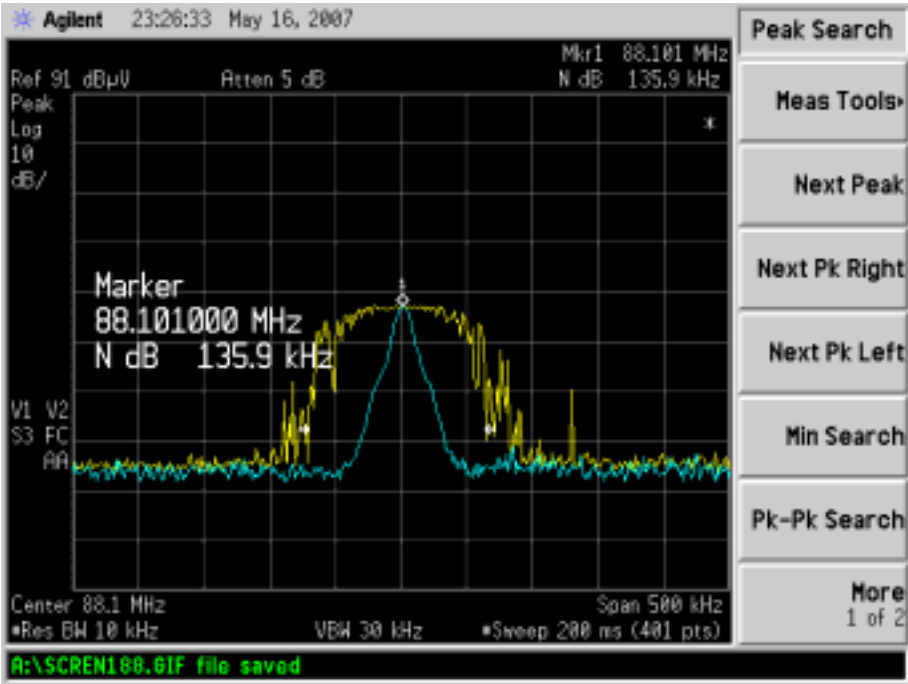 Agilent 23:26:33 May 16, 2007
Peak Search
Mkr1 88.101 MHz
Ref 91 dBµV Atten 5 dB N dB 135.9 kHz
Peak
Log
10
dB/
*
1
Marker
88.101000 MHz
N dB 135.9 kHz
V1 V2
S3 FC
AA
Center 88.1 MHz Span 500 kHz
*Res BW 10 kHz VBW 30 kHz *Sweep 200 ms (401 pts)
A:\SCREN188.GIF file saved
Meas Tools
Next Peak
Next Pk Right
Next Pk Left
Min Search
Pk-Pk Search
More
1 of 2